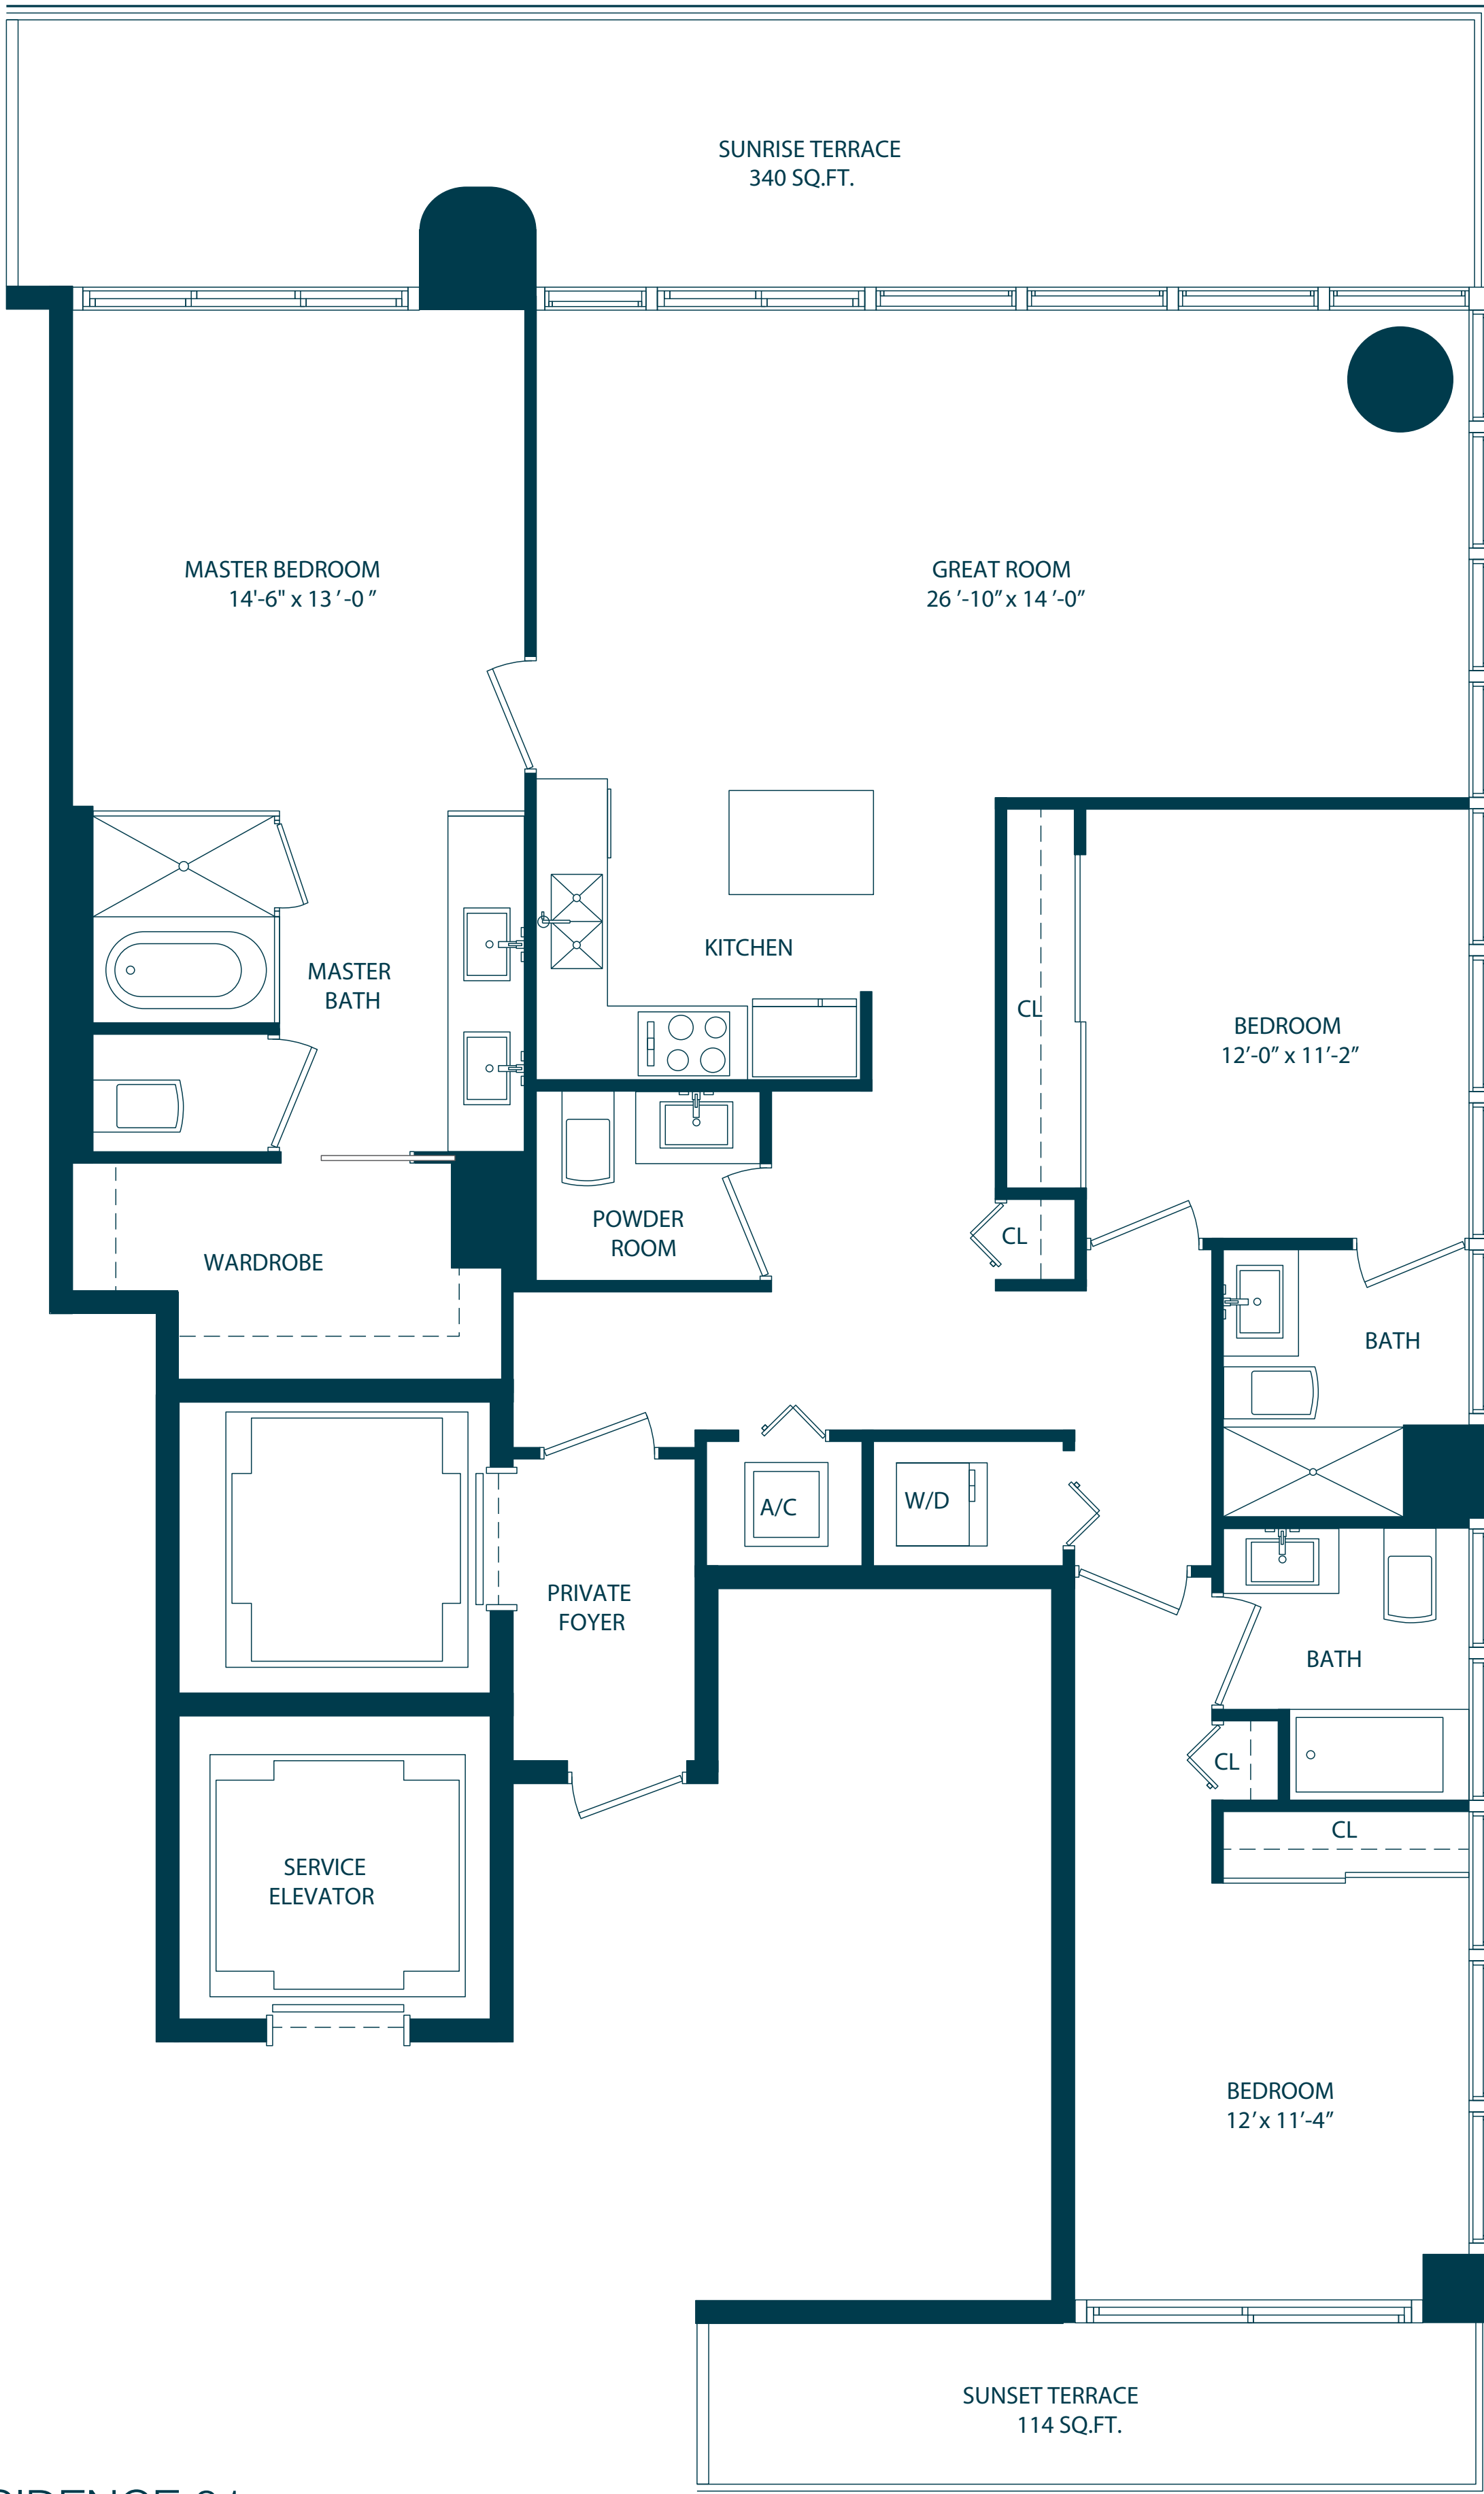 SUNRISE TERRACE
340 SQ.FT.
MASTER BEDROOM
14'-6" x 13 ' -0 "
GREAT ROOM
26 '-10" x 14 '-0"
KITCHEN
MASTER
BATH
CL
BEDROOM
12'-0" x 11'-2"
POWDER
ROOM
CL
WARDROBE
BATH
A/C
W/D
PRIVATE
FOYER
BATH
CL
CL
SERVICE
ELEVATOR
BEDROOM
12' x 11'-4"
SUNSET TERRACE
114 SQ.FT.